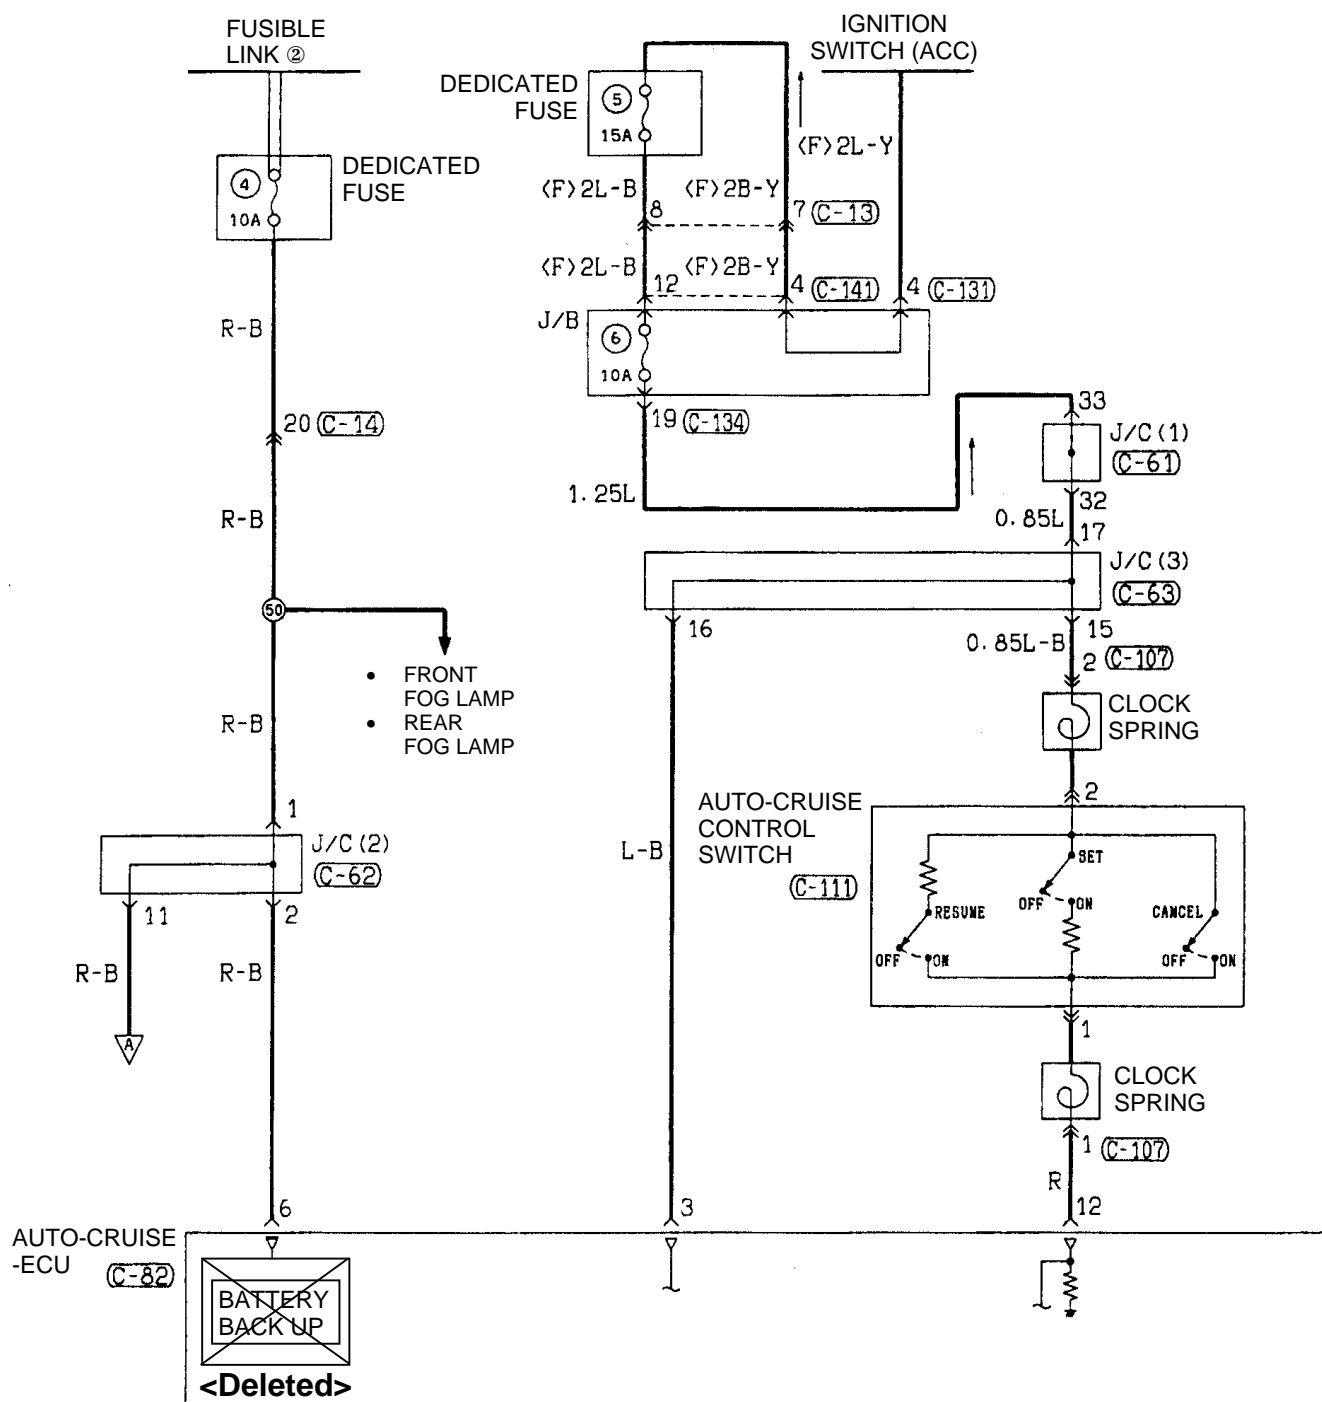 FUSIBLE
LINK ②
IGNITION
SWITCH (ACC)
DEDICATED
FUSE
5
15A
<F>2L-Y
DEDICATED
FUSE
4
10A
<F>2L-B
<F>2B-Y
8
7
C-13
<F>2L-B
<F>2B-Y
12
4
C-141
4
C-131
J/B
6
10A
R-B
20
C-14
19
C-134
33
J/C(1)
C-61
1.25L
32
0.85L
17
R-B
J/C(3)
C-63
50
16
15
0.85L-B
2
C-107
• FRONT
FOG LAMP
• REAR
FOG LAMP
R-B
CLOCK
SPRING
1
2
AUTO-CRUISE
CONTROL
SWITCH
C-111
J/C(2)
C-62
L-B
SET
OFF
ON
RESUME
CANCEL
11
2
OFF
ON
OFF
ON
R-B
R-B
A
1
CLOCK
SPRING
1
C-107
R
6
3
12
AUTO-CRUISE
-ECU
C-82
BATTERY
BACK UP
<Deleted>